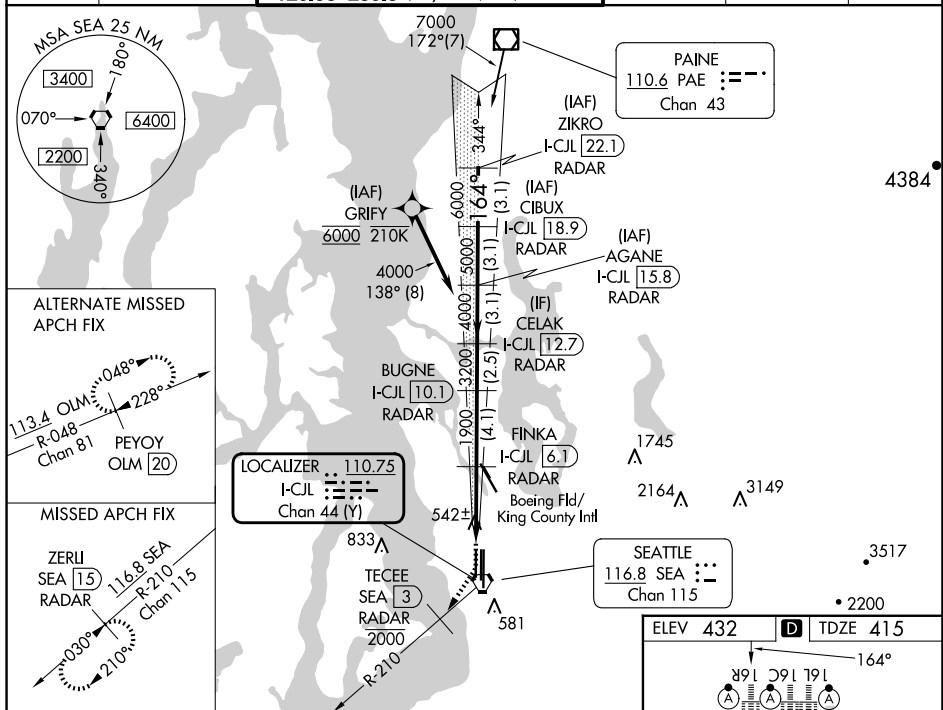 MSA SEA 25 NM
180°
3400
070°
6400
2200
340°
7000
172°(7)
PAINE
110.6 PAE
Chan 43
344°
(IAF)
ZIKRO
I-CJL 22.1
RADAR
6000
164°
(3.1)
(IAF)
GRIFY
6000 210K
4000
138° (8)
(IAF)
CIBUX
I-CJL 18.9
RADAR
5000
(3.1)
4384
(IAF)
AGANE
I-CJL 15.8
RADAR
4000
(3.1)
(IF)
CELAK
I-CJL 12.7
RADAR
3200
(2.5)
BUGNE
I-CJL 10.1
RADAR
1900
(4.1)
FINKA
I-CJL 6.1
RADAR
Boeing Fld/
King County Intl
ALTERNATE MISSED
APCH FIX
048°
228°
113.4 OLM
R-048
Chan 81
PEYOY
OLM 20
LOCALIZER 110.75
I-CJL
Chan 44 (Y)
1745
2164
3149
542±
833
MISSED APCH FIX
ZERLI
SEA 15
RADAR
116.8 SEA
R-210
Chan 115
030°
210°
TECEE
SEA 3
RADAR
2000
R-210
SEATTLE
116.8 SEA
Chan 115
581
3517
2200
ELEV 432
D
TDZE 415
164°
16R
16C
16L
A
A
A